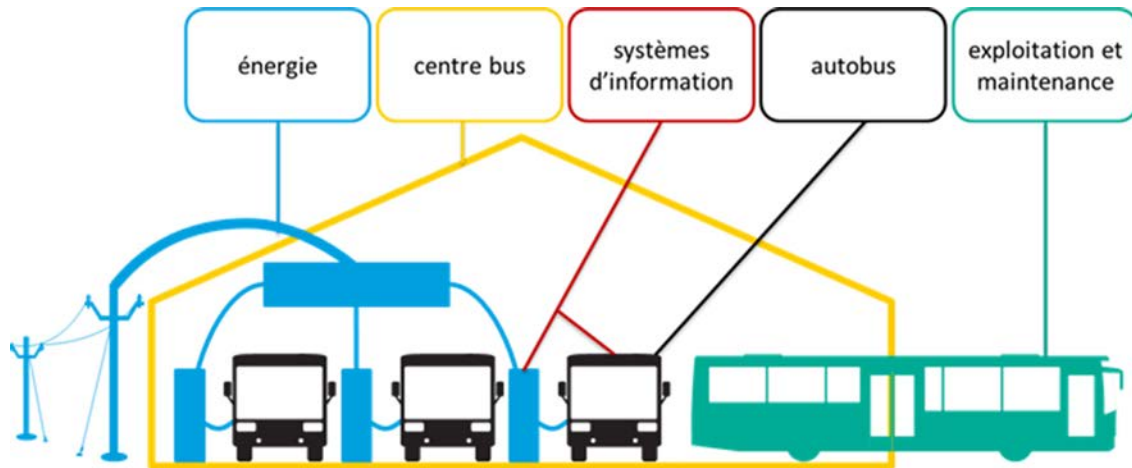 énergie
centre bus
systèmes
d’information
autobus
exploitation et
maintenance